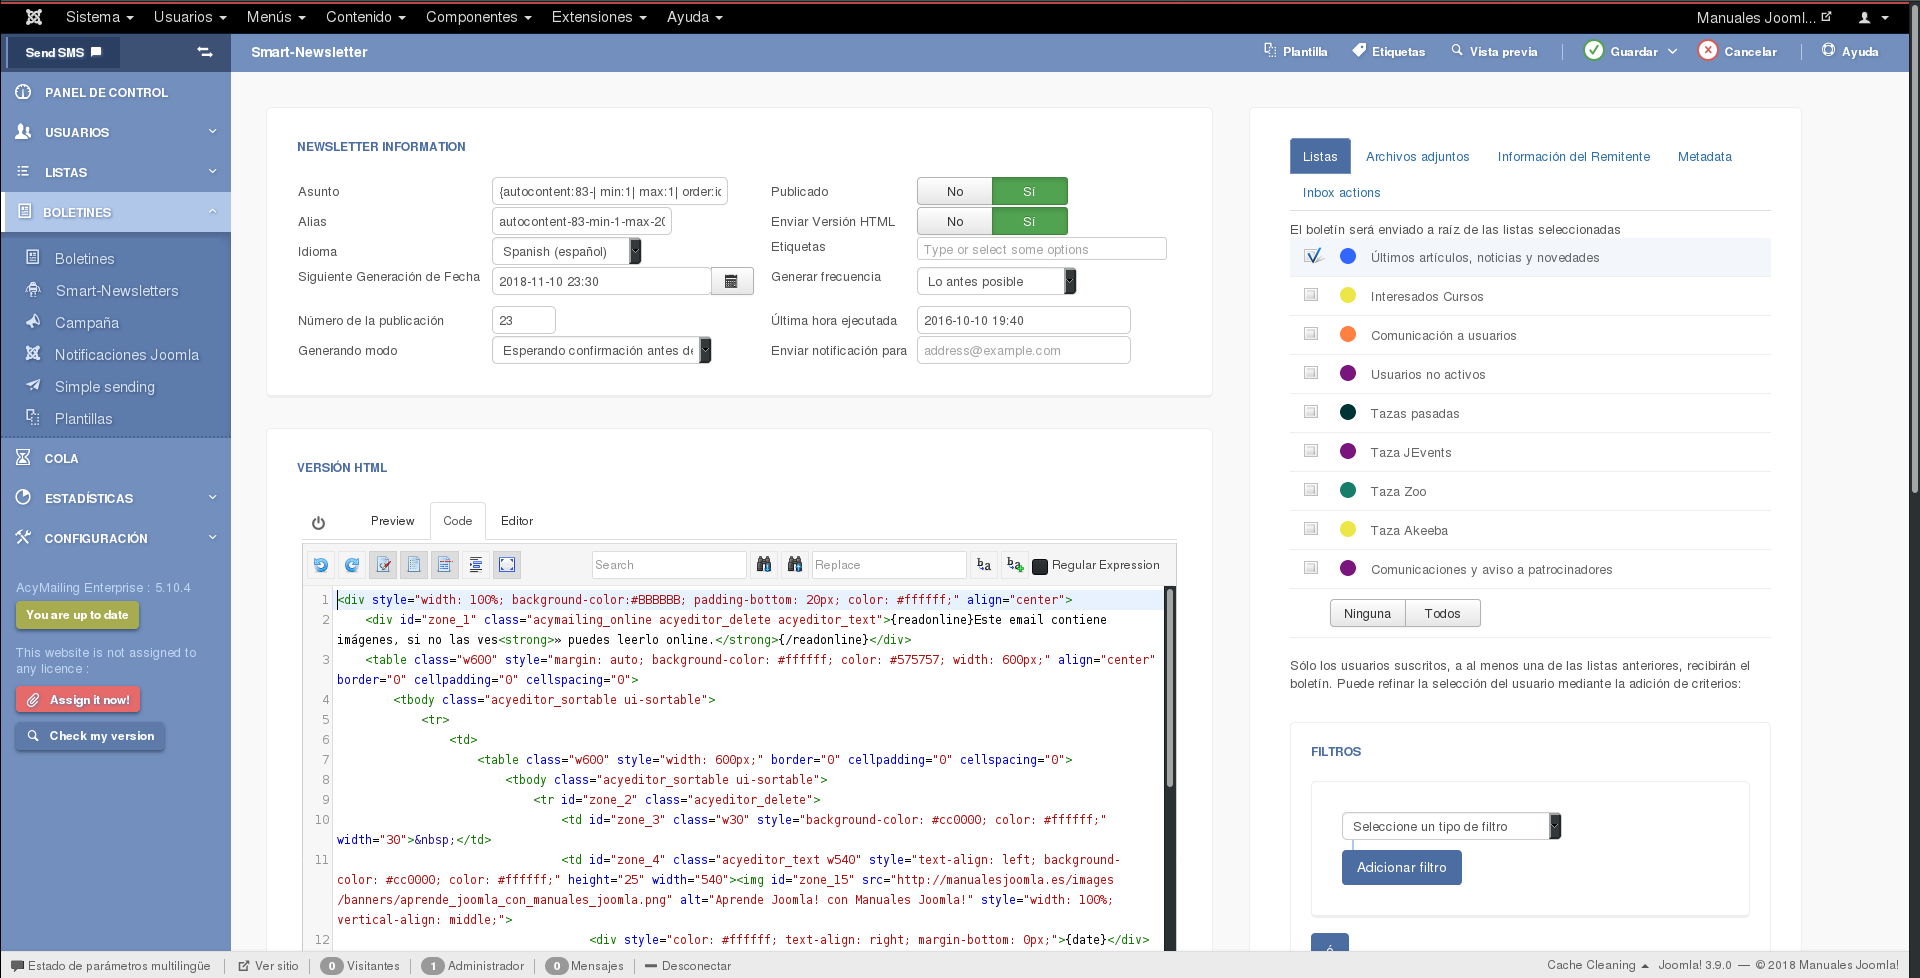 Sistema Usuarios Menús Contenido Componentes Extensiones Ayuda Manuales Jooml...
Send SMS
Smart-Newsletter Plantilla Etiquetas Vista previa Guardar Cancelar Ayuda
PANEL DE CONTROL
USUARIOS
LISTAS
BOLETINES
Boletines
Smart-Newsletters
Campaña
Notificaciones Joomla
Simple sending
Plantillas
COLA
ESTADÍSTICAS
CONFIGURACIÓN
AcyMailing Enterprise : 5.10.4
You are up to date
This website is not assigned to
any licence :
Assign it now!
Check my version
NEWSLETTER INFORMATION
Asunto {autocontent:83-| min:1| max:1| order:id
Publicado No Sí
Alias autocontent-83-min-1-max-20
Enviar Versión HTML No Sí
Idioma Spanish (español)
Etiquetas Type or select some options
Siguiente Generación de Fecha 2018-11-10 23:30
Generar frecuencia Lo antes posible
Número de la publicación 23
Última hora ejecutada 2016-10-10 19:40
Generando modo Esperando confirmación antes de
Enviar notificación para address@example.com
VERSIÓN HTML
Preview Code Editor
Search Replace Regular Expression
1 <div style="width: 100%; background-color:#BBBBBB; padding-bottom: 20px; color: #ffffff;" align="center">
2 <div id="zone_1" class="acymailing_online acyeditor_delete acyeditor_text">{readonline}Este email contiene
imágenes, si no las ves<strong>» puedes leerlo online.</strong>{/readonline}</div>
3 <table class="w600" style="margin: auto; background-color: #ffffff; color: #575757; width: 600px;" align="center"
border="0" cellpadding="0" cellspacing="0">
4 <tbody class="acyeditor_sortable ui-sortable">
5 <tr>
6 <td>
7 <table class="w600" style="width: 600px;" border="0" cellpadding="0" cellspacing="0">
8 <tbody class="acyeditor_sortable ui-sortable">
9 <tr id="zone_2" class="acyeditor_delete">
10 <td id="zone_3" class="w30" style="background-color: #cc0000; color: #ffffff;"
width="30">&nbsp;</td>
11 <td id="zone_4" class="acyeditor_text w540" style="text-align: left; background-
color: #cc0000; color: #ffffff;" height="25" width="540"><img id="zone_15" src="http://manualesjoomla.es/images
/banners/aprende_joomla_con_manuales_joomla.png" alt="Aprende Joomla! con Manuales Joomla!" style="width: 100%;
vertical-align: middle;">
12 <div style="color: #ffffff; text-align: right; margin-bottom: 0px;">{date}</div>
Listas Archivos adjuntos Información del Remitente Metadata
Inbox actions
El boletín será enviado a raíz de las listas seleccionadas
Últimos artículos, noticias y novedades
Interesados Cursos
Comunicación a usuarios
Usuarios no activos
Tazas pasadas
Taza JEvents
Taza Zoo
Taza Akeeba
Comunicaciones y aviso a patrocinadores
Ninguna Todos
Sólo los usuarios suscritos, a al menos una de las listas anteriores, recibirán el
boletín. Puede refinar la selección del usuario mediante la adición de criterios:
FILTROS
Seleccione un tipo de filtro
Adicionar filtro
Estado de parámetros multilingüe Ver sitio 0 Visitantes 1 Administrador 0 Mensajes Desconectar Cache Cleaning Joomla! 3.9.0 — © 2018 Manuales Joomla!